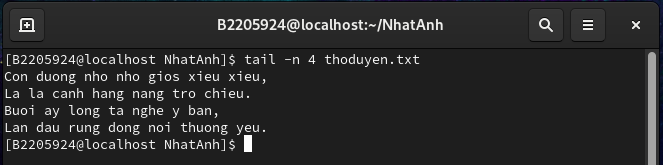 B2205924@localhost:~/NhatAnh
[B2205924@localhost NhatAnh]$ tail -n 4 thoduyen.txt
Con duong nho nho gios xieu xieu,
La la canh hang nang tro chieu.
Buoi ay long ta nghe y ban,
Lan dau rung dong noi thuong yeu.
[B2205924@localhost NhatAnh]$